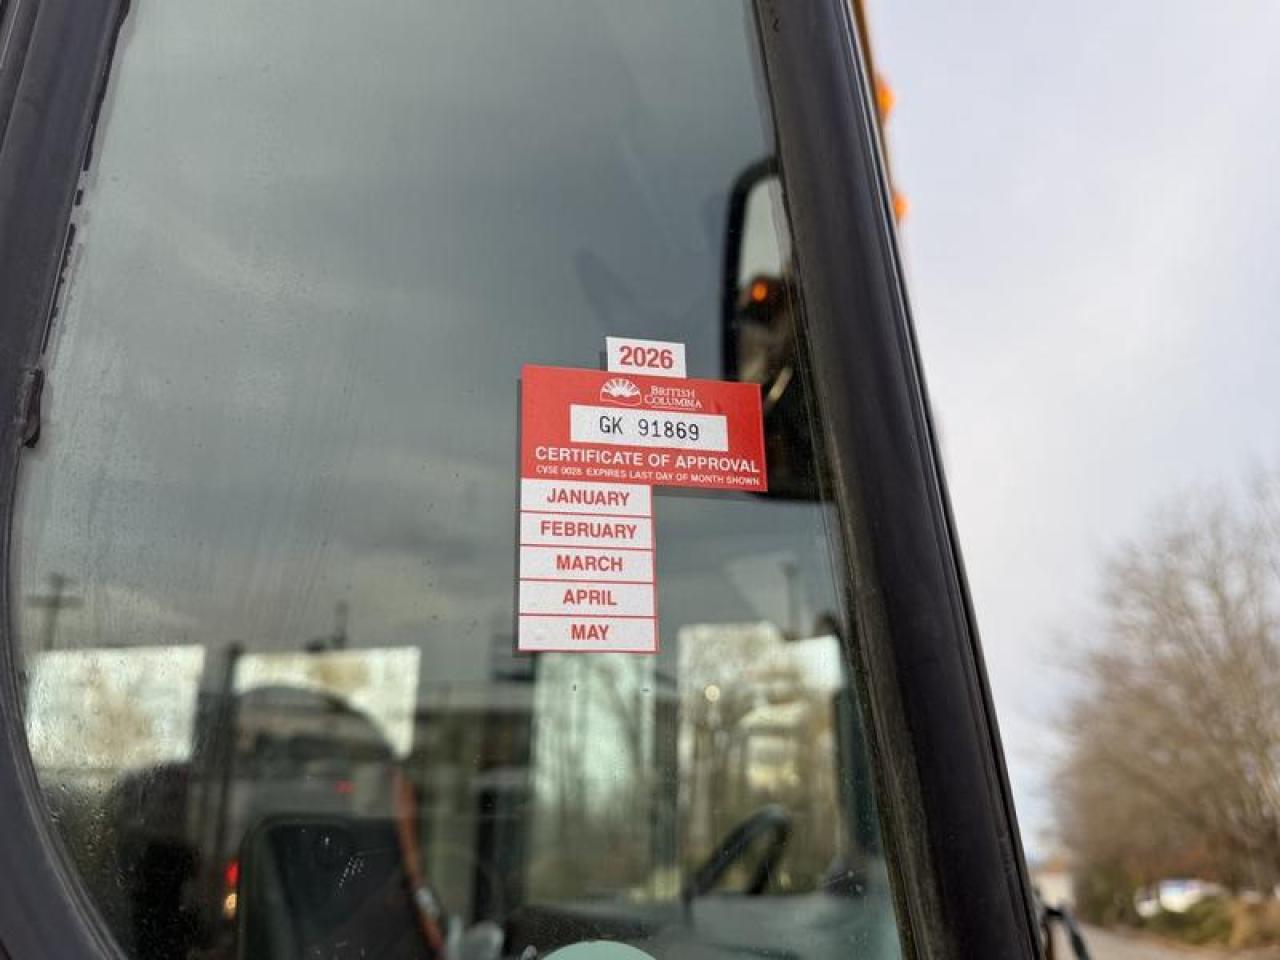 2026
BRITISH
COLUMBIA
GK 91869
CERTIFICATE OF APPROVAL
CVSE 0028 EXPIRES LAST DAY OF MONTH SHOWN
JANUARY
FEBRUARY
MARCH
APRIL
MAY